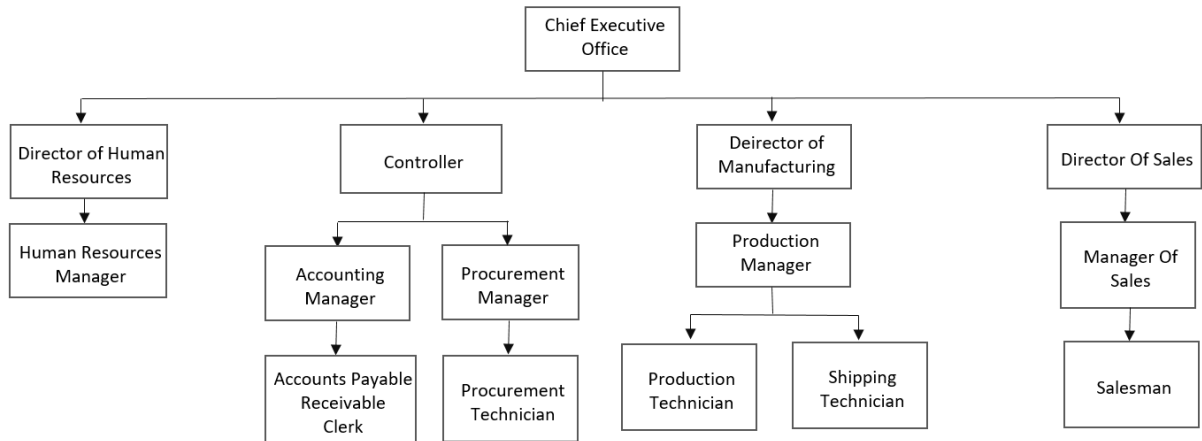 Chief Executive
Office
Director of Human
Resources
Controller
Deirector of
Manufacturing
Director Of Sales
Human Resources
Manager
Accounting
Manager
Procurement
Manager
Production
Manager
Manager Of
Sales
Accounts Payable
Receivable
Clerk
Procurement
Technician
Production
Technician
Shipping
Technician
Salesman